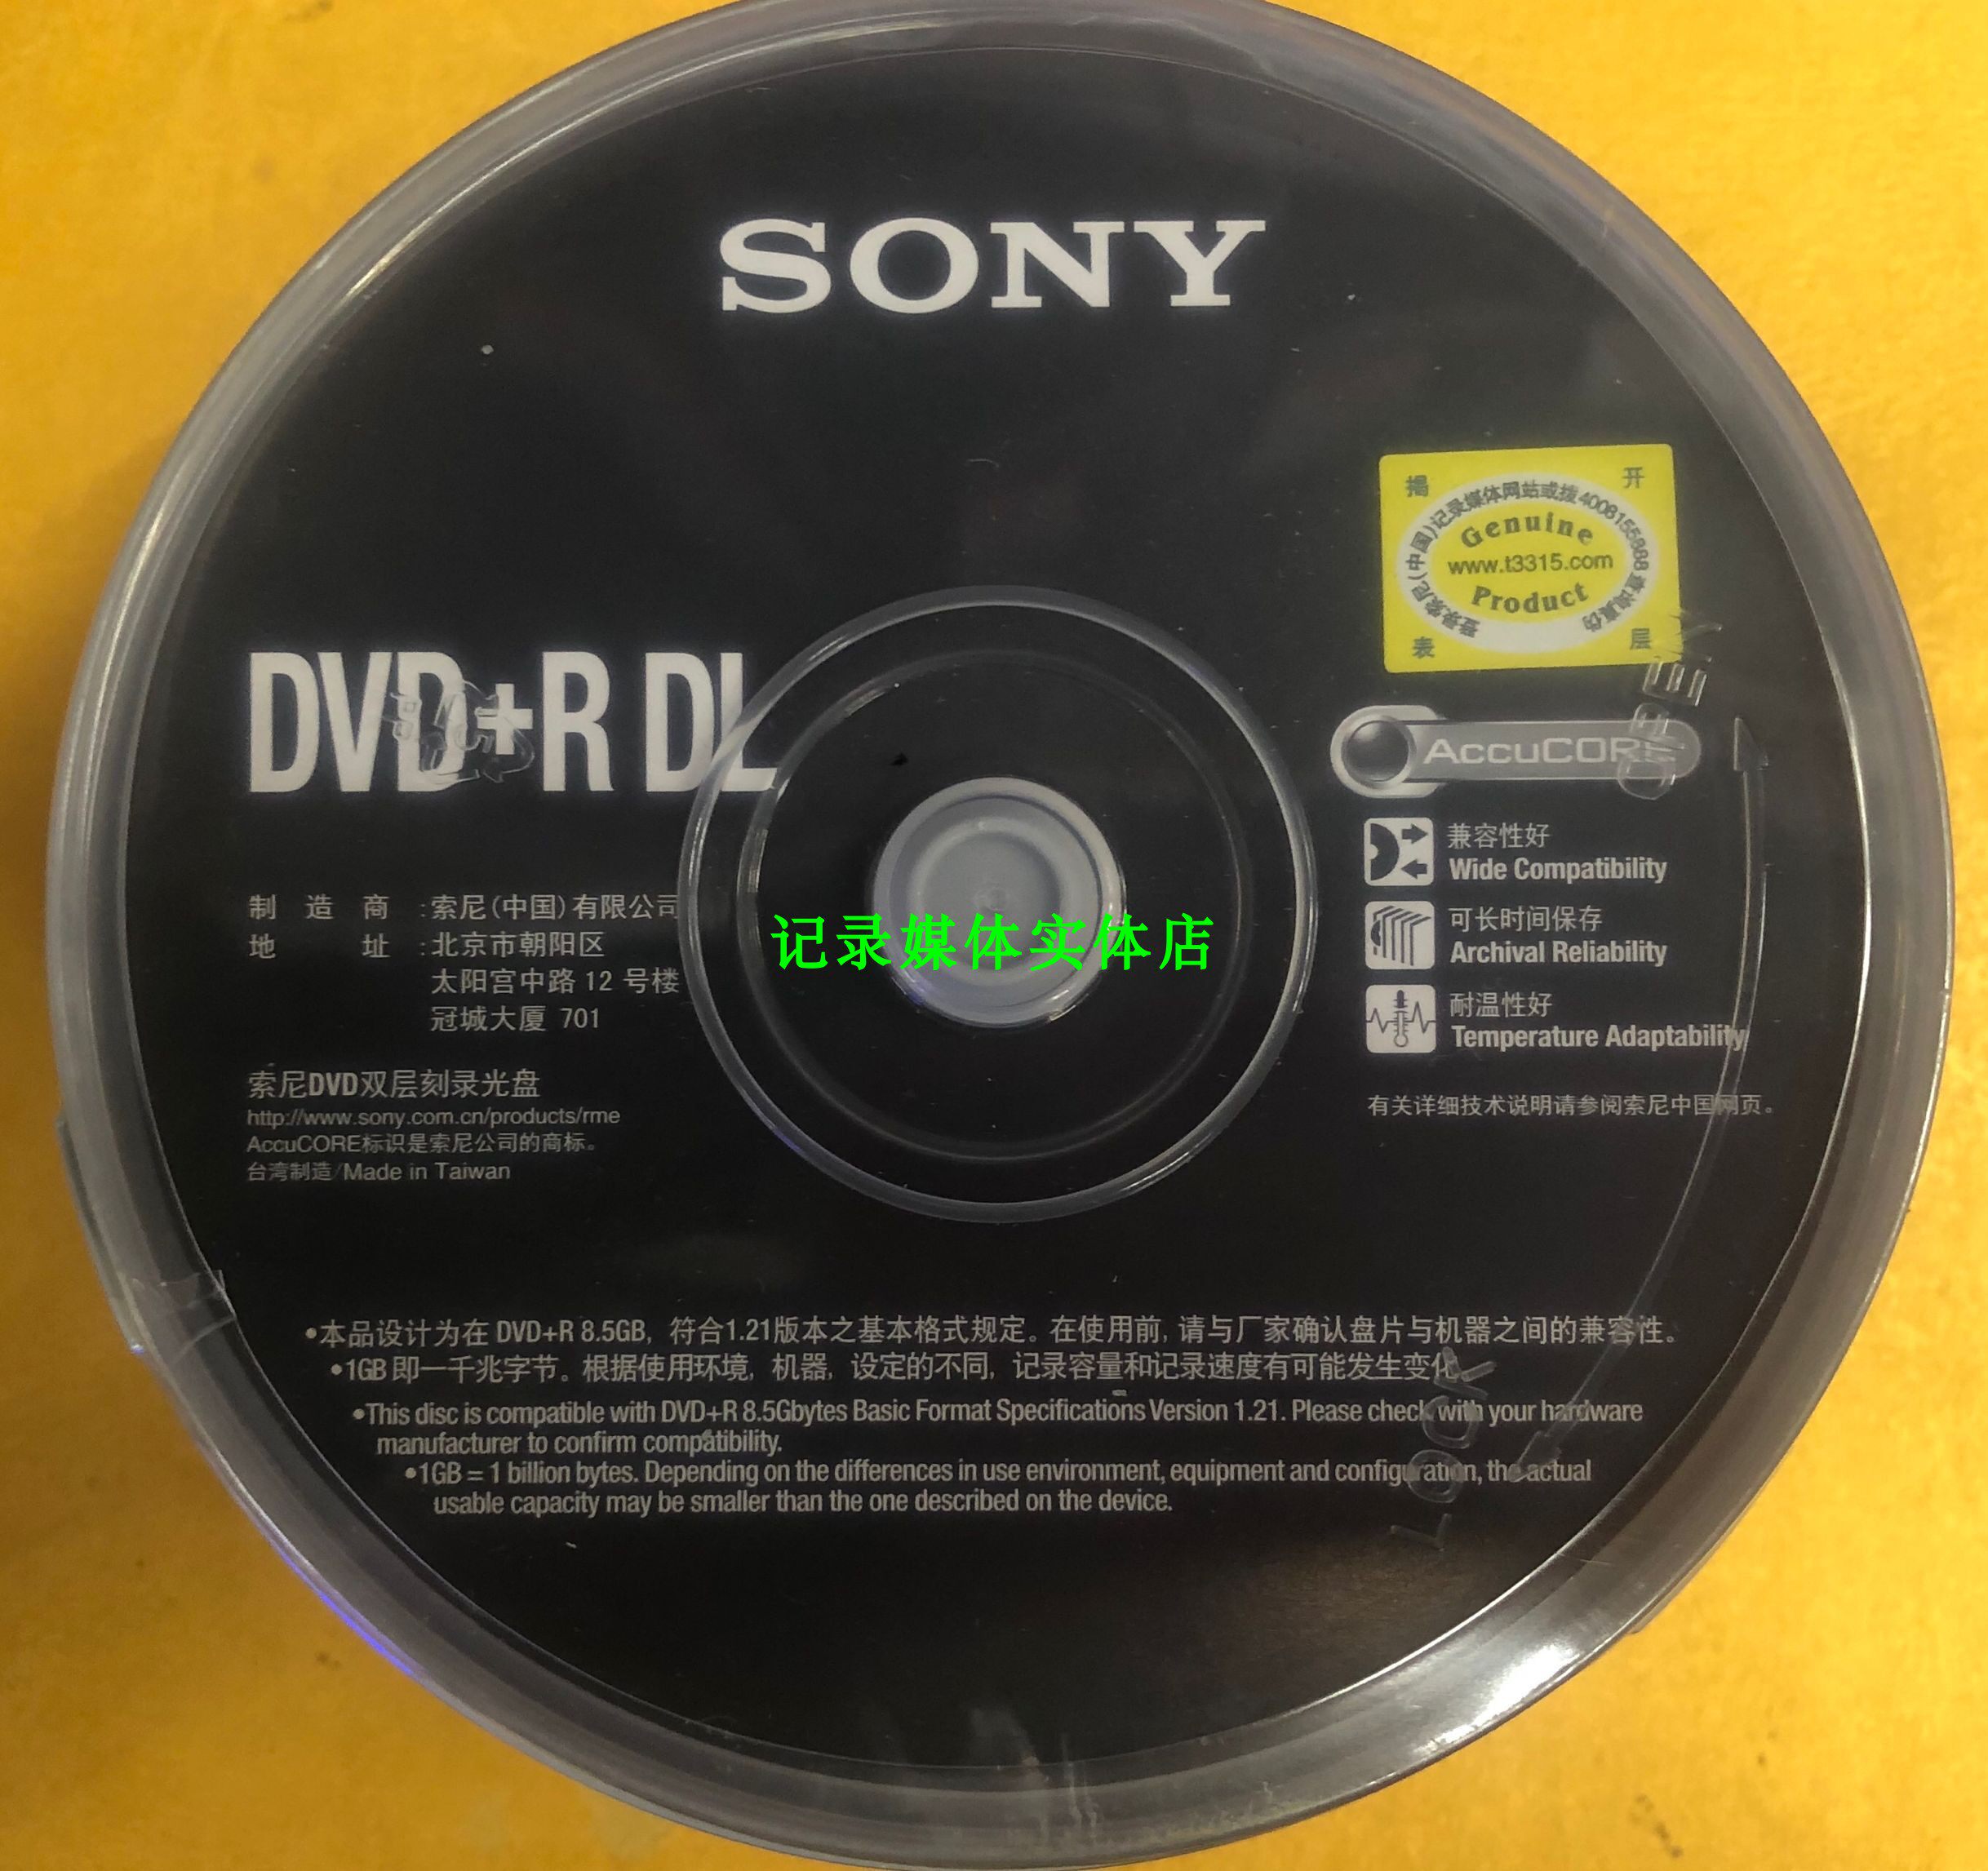 SONY
揭 开
登录索尼(中国)记录媒体网站或拨4008155888查询真伪
Genuine
www.t3315.com
Product
表 层
DVD+R DL
AccuCORE
OPEN
兼容性好
Wide Compatibility
可长时间保存
Archival Reliability
耐温性好
Temperature Adaptability
有关详细技术说明请参阅索尼中国网页。
制 造 商 :索尼(中国)有限公司
地 址 :北京市朝阳区
太阳宫中路 12 号楼
冠城大厦 701
记录媒体实体店
索尼DVD双层刻录光盘
http://www.sony.com.cn/products/rme
AccuCORE标识是索尼公司的商标。
台湾制造/Made in Taiwan
•本品设计为在 DVD+R 8.5GB, 符合1.21版本之基本格式规定。在使用前, 请与厂家确认盘片与机器之间的兼容性。
•1GB 即一千兆字节。根据使用环境, 机器, 设定的不同, 记录容量和记录速度有可能发生变化。
•This disc is compatible with DVD+R 8.5Gbytes Basic Format Specifications Version 1.21. Please check with your hardware
manufacturer to confirm compatibility.
•1GB = 1 billion bytes. Depending on the differences in use environment, equipment and configuration, the actual
usable capacity may be smaller than the one described on the device.
LOCK